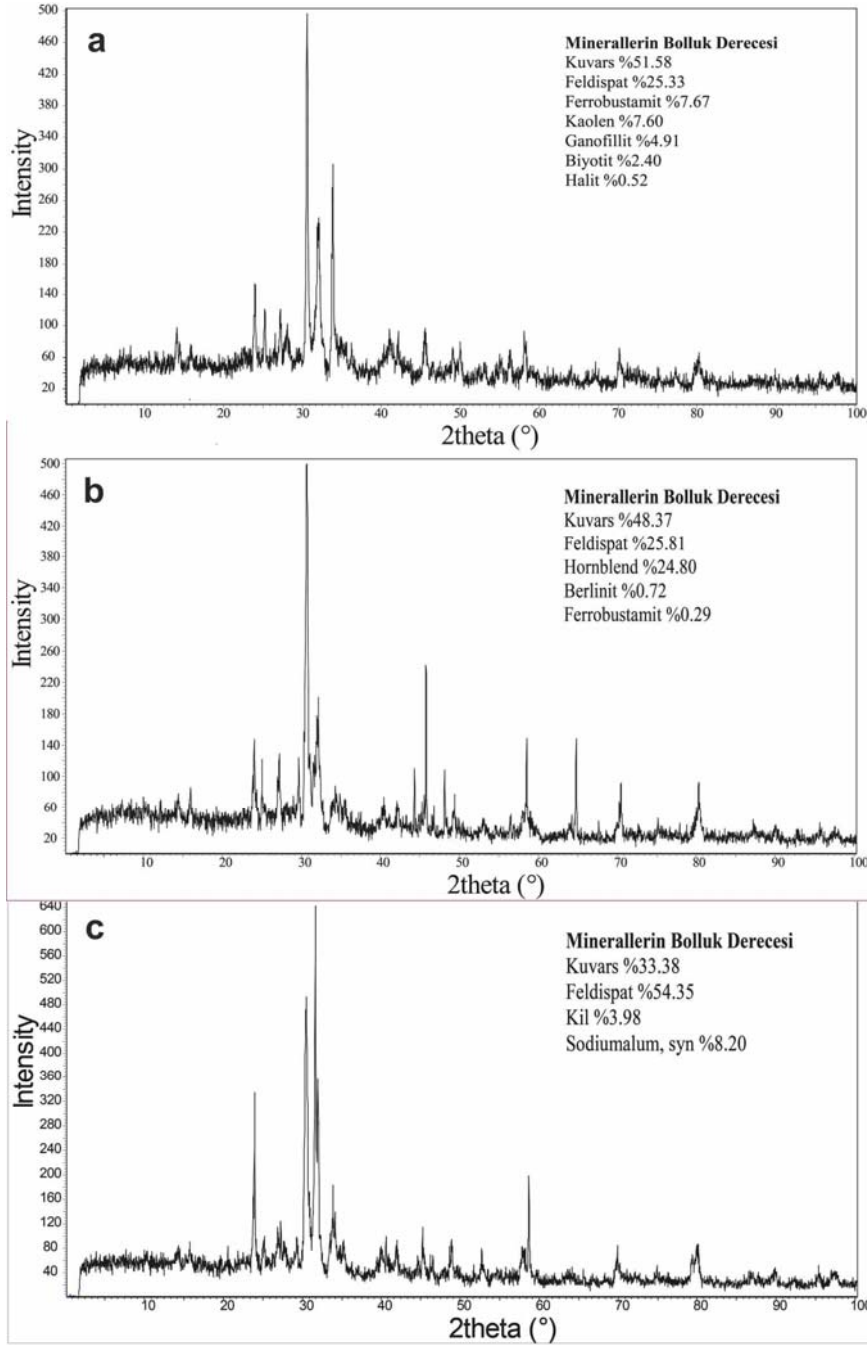 a
Minerallerin Bolluk Derecesi
Kuvars %51.58
Feldispat %25.33
Ferrobustamit %7.67
Kaolen %7.60
Ganofillit %4.91
Biyotit %2.40
Halit %0.52
Intensity
500
460
420
380
340
300
260
220
180
140
100
60
20
10 20 30 40 50 60 70 80 90 100
2theta (°)
b
Minerallerin Bolluk Derecesi
Kuvars %48.37
Feldispat %25.81
Hornblend %24.80
Berlinit %0.72
Ferrobustamit %0.29
Intensity
500
460
420
380
340
300
260
220
180
140
100
60
20
10 20 30 40 50 60 70 80 90 100
2theta (°)
c
Minerallerin Bolluk Derecesi
Kuvars %33.38
Feldispat %54.35
Kil %3.98
Sodiumalum, syn %8.20
Intensity
640
600
560
520
480
440
400
360
320
280
240
200
160
120
80
40
10 20 30 40 50 60 70 80 90 100
2theta (°)